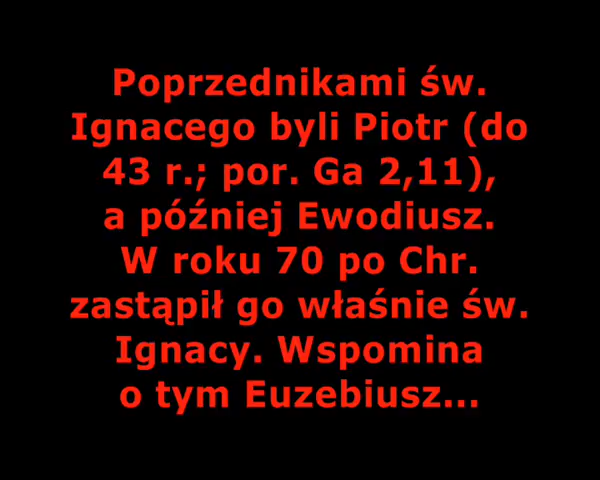 Poprzednikami św.
Ignacego byli Piotr (do
43 r.; por. Ga 2,11),
a później Ewodiusz.
W roku 70 po Chr.
zastąpił go właśnie św.
Ignacy. Wspomina
o tym Euzebiusz...